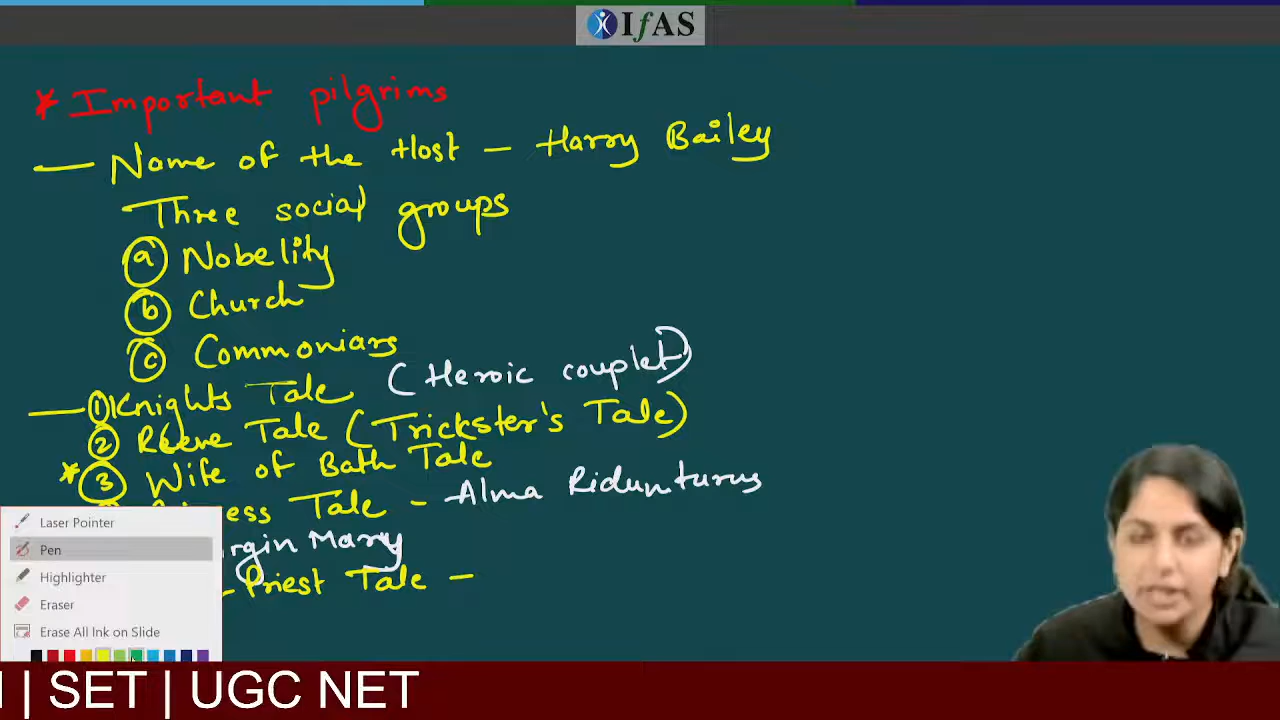 IfAS
* Important pilgrims
— Name of the Host - Harry Bailey
Three social groups
(a) Nobelity
(b) Church
(c) Commoniars
— (1) Knights Tale (Heroic couplet)
(2) Reeve Tale (Trickster's Tale)
* (3) Wife of Bath Tale
ess Tale - Alma Ridunturus
rgin Marry
Priest Tale -
Laser Pointer
Pen
Highlighter
Eraser
Erase All Ink on Slide
| SET | UGC NET